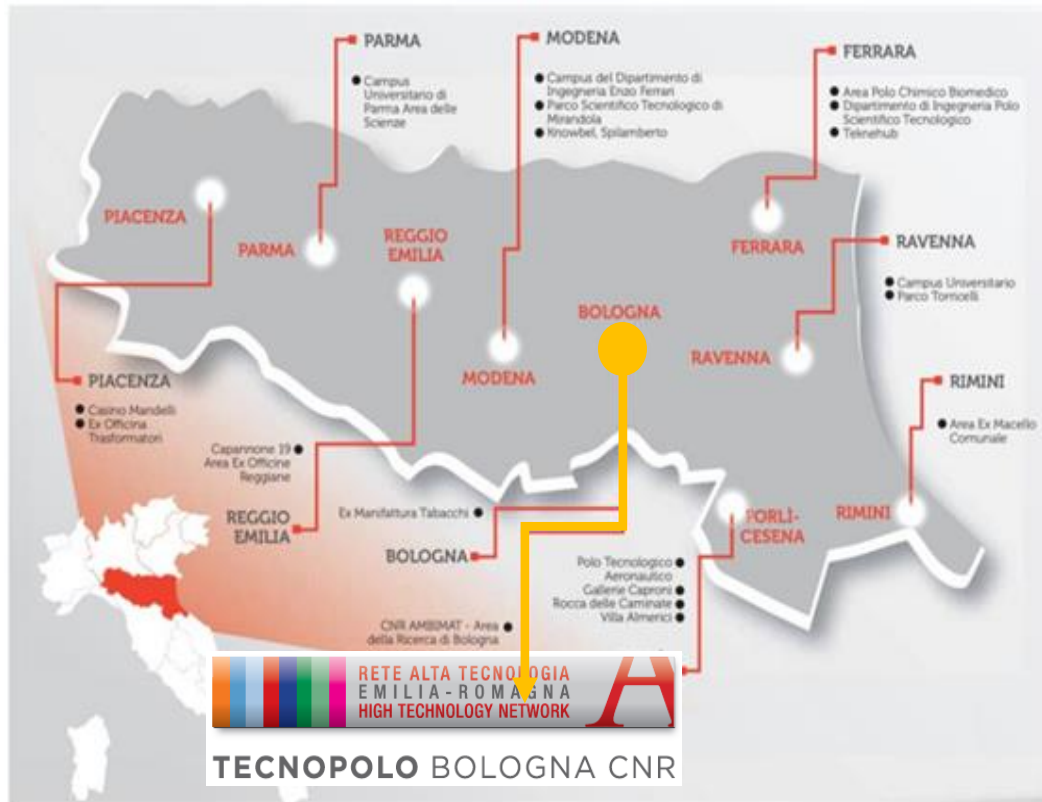 PARMA
Campus
Universitario di
Parma Area delle
Scienze
MODENA
Campus del Dipartimento di
Ingegneria Enzo Ferrari
Parco Scientifico Tecnologico di
Mirandola
Knowbel, Spilamberto
FERRARA
Area Polo Chimico Biomedico
Dipartimento di Ingegneria Polo
Scientifico Tecnologico
Teknehub
PIACENZA
PARMA
REGGIO
EMILIA
FERRARA
RAVENNA
Campus Universitario
Parco Torricelli
BOLOGNA
MODENA
RAVENNA
PIACENZA
Casino Mandelli
Ex Officina
Trasformatori
RIMINI
Area Ex Macello
Comunale
Capannone 19
Area Ex Officine
Reggiane
REGGIO
EMILIA
Ex Manifattura Tabacchi
BOLOGNA
FORLÌ-
CESENA
RIMINI
Polo Tecnologico
Aeronautico
Gallerie Caproni
Rocca delle Caminate
Villa Almerici
CNR AMBIMAT - Area
della Ricerca di Bologna
RETE ALTA TECNOLOGIA
EMILIA-ROMAGNA
HIGH TECHNOLOGY NETWORK
A
TECNOPOLO BOLOGNA CNR